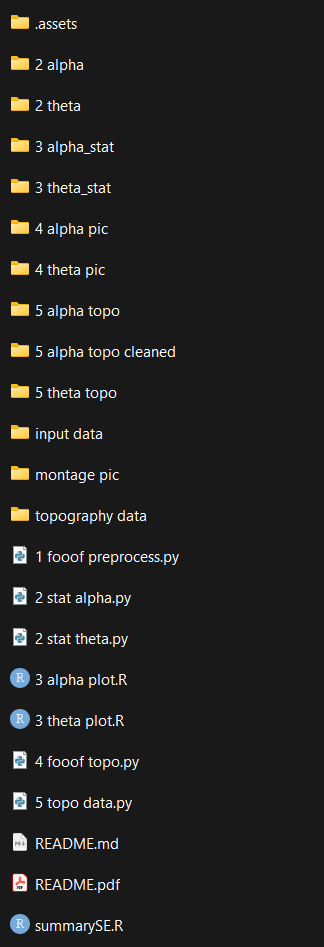 .assets
2 alpha
2 theta
3 alpha_stat
3 theta_stat
4 alpha pic
4 theta pic
5 alpha topo
5 alpha topo cleaned
5 theta topo
input data
montage pic
topography data
1 fooof preprocess.py
2 stat alpha.py
2 stat theta.py
R 3 alpha plot.R
R 3 theta plot.R
4 fooof topo.py
5 topo data.py
README.md
README.pdf
R summarySE.R